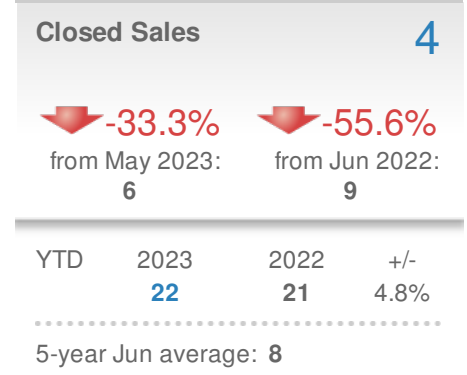 Closed Sales 4
-33.3% -55.6%
from May 2023: from Jun 2022:
6 9
YTD 2023 2022 +/-
22 21 4.8%
5-year Jun average: 8